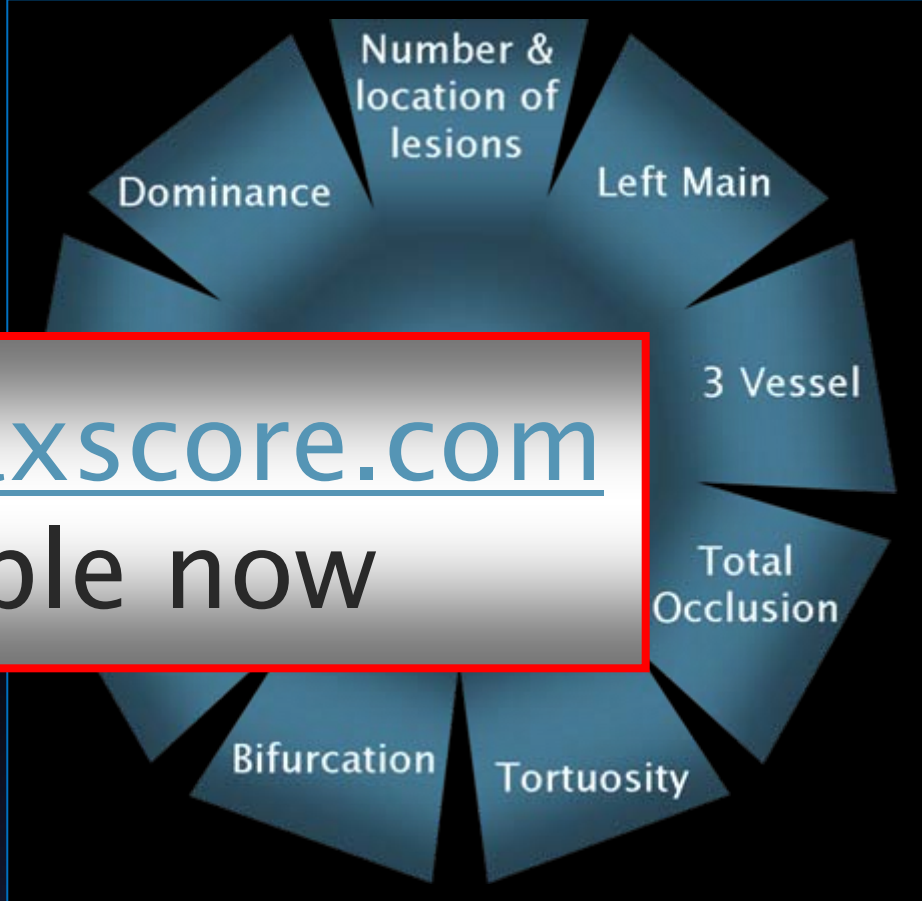 Number &
location of
lesions
Dominance
Left Main
3 Vessel
xscore.com
ble now
Total
Occlusion
Bifurcation
Tortuosity